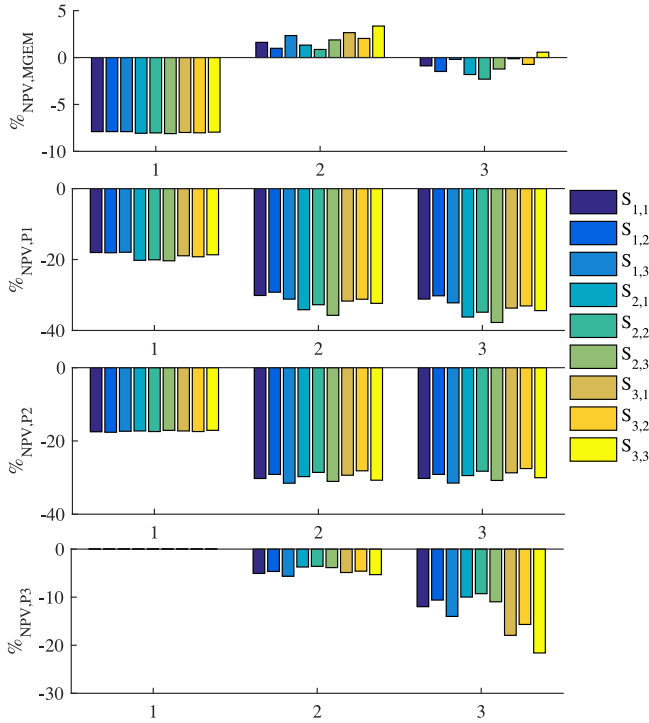 5
0
-5
-10
%NPV,MGEM
1 2 3
0
-20
-40
%NPV,P1
1 2 3
0
-20
-40
%NPV,P2
1 2 3
0
-10
-20
-30
%NPV,P3
1 2 3
S1,1
S1,2
S1,3
S2,1
S2,2
S2,3
S3,1
S3,2
S3,3